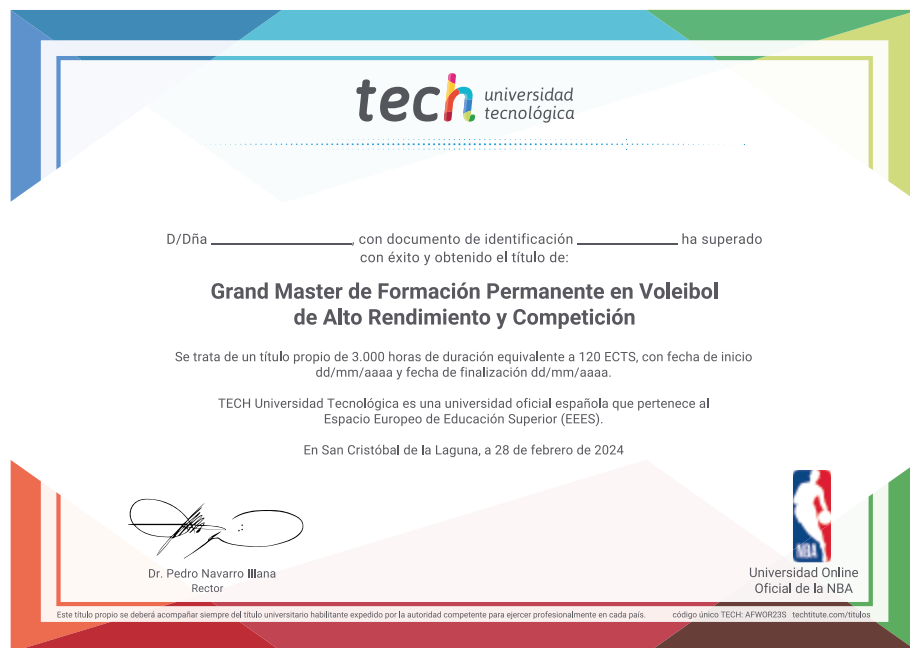 tech universidad
tecnológica
D/Dña ____________________, con documento de identificación ______________ ha superado
con éxito y obtenido el título de:
Grand Master de Formación Permanente en Voleibol
de Alto Rendimiento y Competición
Se trata de un título propio de 3.000 horas de duración equivalente a 120 ECTS, con fecha de inicio
dd/mm/aaaa y fecha de finalización dd/mm/aaaa.
TECH Universidad Tecnológica es una universidad oficial española que pertenece al
Espacio Europeo de Educación Superior (EEES).
En San Cristóbal de la Laguna, a 28 de febrero de 2024
NBA
Dr. Pedro Navarro Illana
Rector
Universidad Online
Oficial de la NBA
Este título propio se deberá acompañar siempre del título universitario habilitante expedido por la autoridad competente para ejercer profesionalmente en cada país. código único TECH: AFWOR23S techtitute.com/titulos